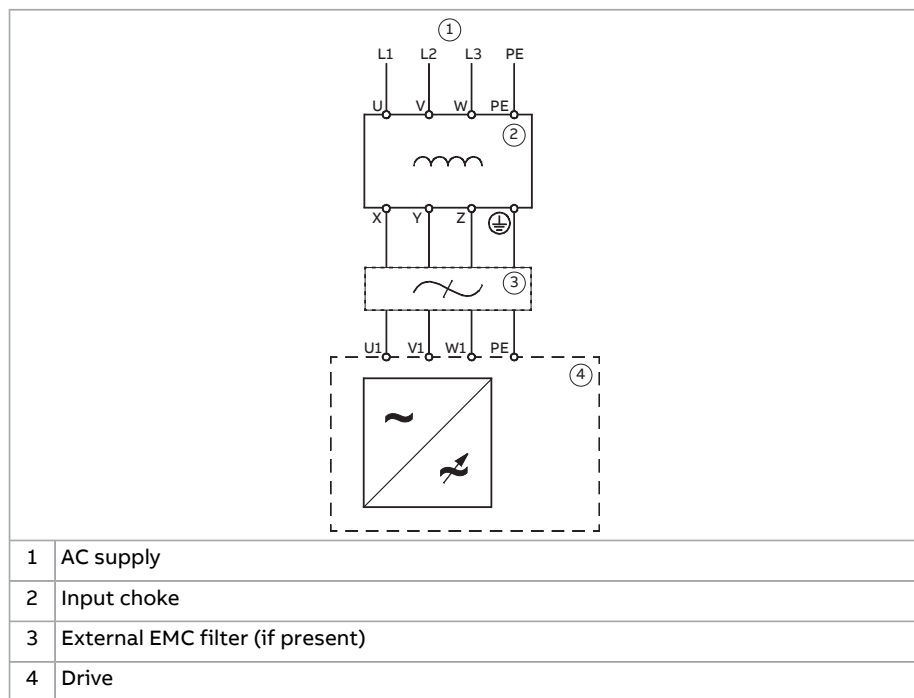 1
L1 L2 L3 PE
U V W PE
2
X Y Z
3
U1 V1 W1 PE
4
1 AC supply
2 Input choke
3 External EMC filter (if present)
4 Drive